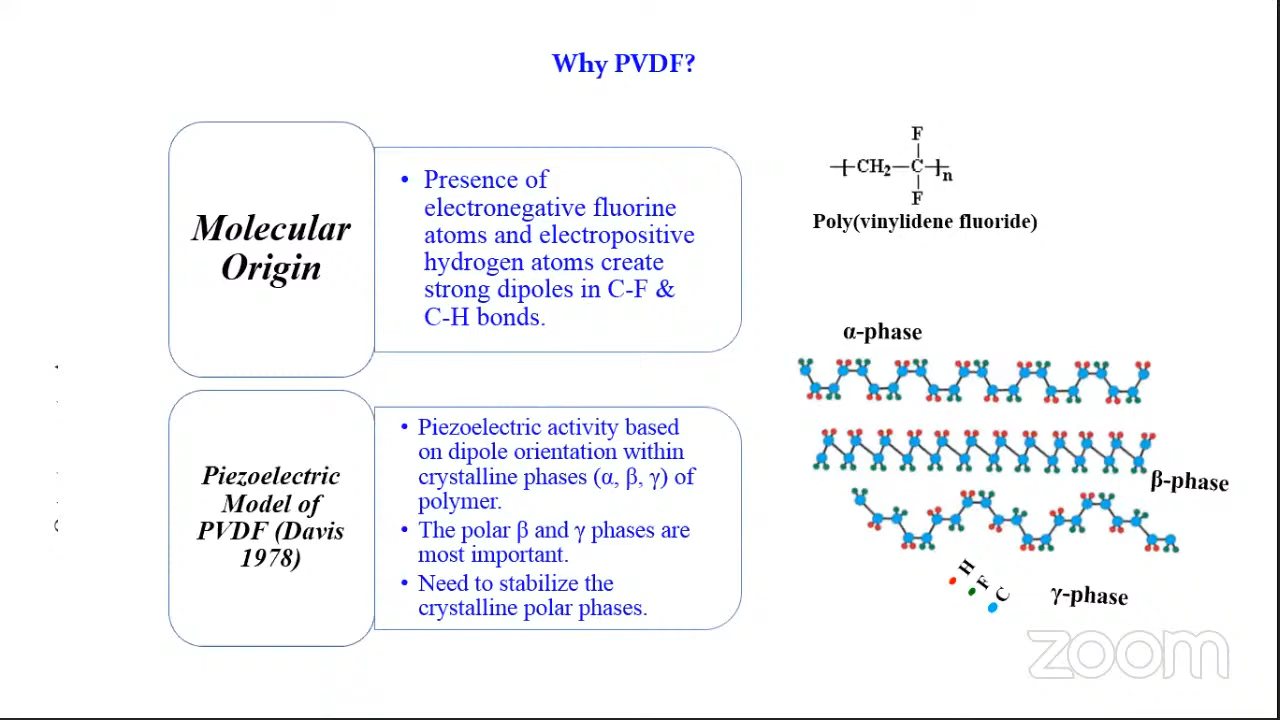 Why PVDF?
Molecular
Origin
• Presence of
electronegative fluorine
atoms and electropositive
hydrogen atoms create
strong dipoles in C-F &
C-H bonds.
F
CH₂—C
n
F
Poly(vinylidene fluoride)
Piezoelectric
Model of
PVDF (Davis
1978)
• Piezoelectric activity based
on dipole orientation within
crystalline phases (α, β, γ) of
polymer.
• The polar β and γ phases are
most important.
• Need to stabilize the
crystalline polar phases.
α-phase
β-phase
γ-phase
H
F
C
zoom